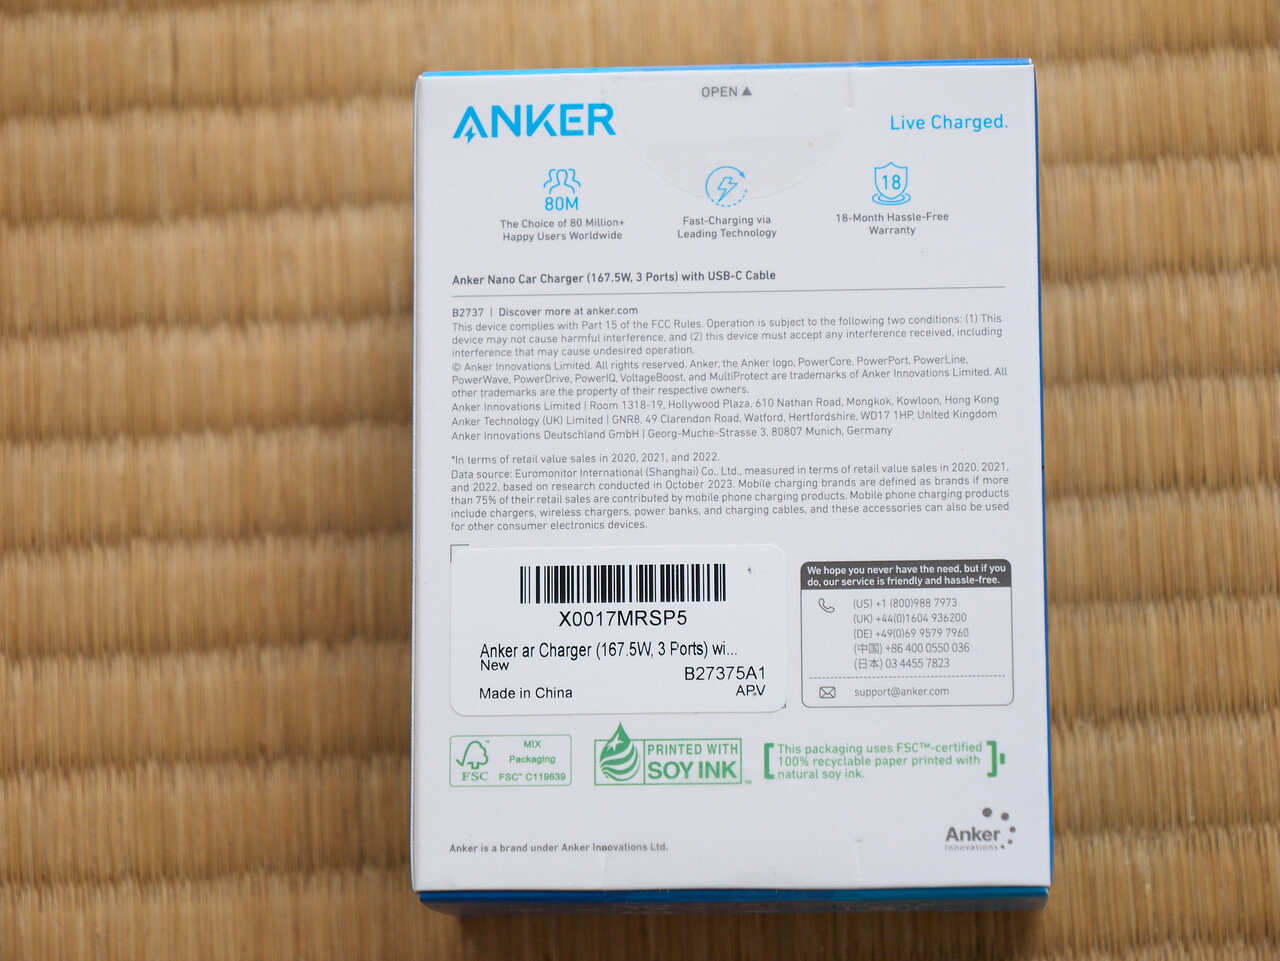 OPEN ▲
ANKER
Live Charged.
80M
The Choice of 80 Million+
Happy Users Worldwide
Fast-Charging via
Leading Technology
18
18-Month Hassle-Free
Warranty
Anker Nano Car Charger (167.5W, 3 Ports) with USB-C Cable
B2737 | Discover more at anker.com
This device complies with Part 15 of the FCC Rules. Operation is subject to the following two conditions: (1) This
device may not cause harmful interference, and (2) this device must accept any interference received, including
interference that may cause undesired operation.
© Anker Innovations Limited. All rights reserved. Anker, the Anker logo, PowerCore, PowerPort, PowerLine,
PowerWave, PowerDrive, PowerIQ, VoltageBoost, and MultiProtect are trademarks of Anker Innovations Limited. All
other trademarks are the property of their respective owners.
Anker Innovations Limited | Room 1318-19, Hollywood Plaza, 610 Nathan Road, Mongkok, Kowloon, Hong Kong
Anker Technology (UK) Limited | GNR8, 49 Clarendon Road, Watford, Hertfordshire, WD17 1HP, United Kingdom
Anker Innovations Deutschland GmbH | Georg-Muche-Strasse 3, 80807 Munich, Germany
*In terms of retail value sales in 2020, 2021, and 2022.
Data source: Euromonitor International (Shanghai) Co., Ltd., measured in terms of retail value sales in 2020, 2021,
and 2022, based on research conducted in October 2023. Mobile charging brands are defined as brands if more
than 75% of their retail sales are contributed by mobile phone charging products. Mobile phone charging products
include chargers, wireless chargers, power banks, and charging cables, and these accessories can also be used
for other consumer electronics devices.
X0017MRSP5
Anker ar Charger (167.5W, 3 Ports) wi...
New
B27375A1
Made in China
APV
We hope you never have the need, but if you
do, our service is friendly and hassle-free.
(US) +1 (800)988 7973
(UK) +44(0)1604 936200
(DE) +49(0)69 9579 7960
(中国) +86 400 0550 036
(日本) 03 4455 7823
support@anker.com
FSC
MIX
Packaging
FSC™ C119639
PRINTED WITH
SOY INK™
This packaging uses FSC™-certified
100% recyclable paper printed with
natural soy ink.
Anker
Innovations
Anker is a brand under Anker Innovations Ltd.